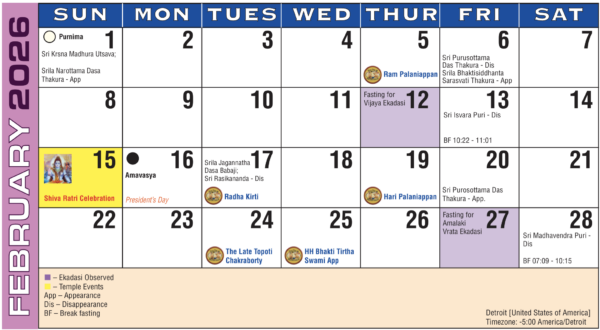 FEBRUARY 2026
SUN MON TUES WED THUR FRI SAT
Purnima
1
Sri Krsna Madhura Utsava;
Srila Narottama Dasa
Thakura - App
2
3
4
5
Ram Palaniappan
6
Sri Purusottama
Das Thakura - Dis
Srila Bhaktisiddhanta
Sarasvati Thakura - App
7
8
9
10
11
Fasting for
Vijaya Ekadasi
12
13
Sri Isvara Puri - Dis
BF 10:22 - 11:01
14
15
Shiva Ratri Celebration
16
Amavasya
President's Day
Srila Jagannatha
Dasa Babaji;
Sri Rasikananda - Dis
17
Radha Kirti
18
19
Hari Palaniappan
20
Sri Purusottama Das
Thakura - App.
21
22
23
24
The Late Topoti
Chakraborty
25
HH Bhakti Tirtha
Swami App
26
Fasting for
Amalaki
Vrata Ekadasi
27
28
Sri Madhavendra Puri -
Dis
BF 07:09 - 10:15
– Ekadasi Observed
– Temple Events
App – Appearance
Dis – Disappearance
BF – Break fasting
Detroit [United States of America]
Timezone: -5:00 America/Detroit